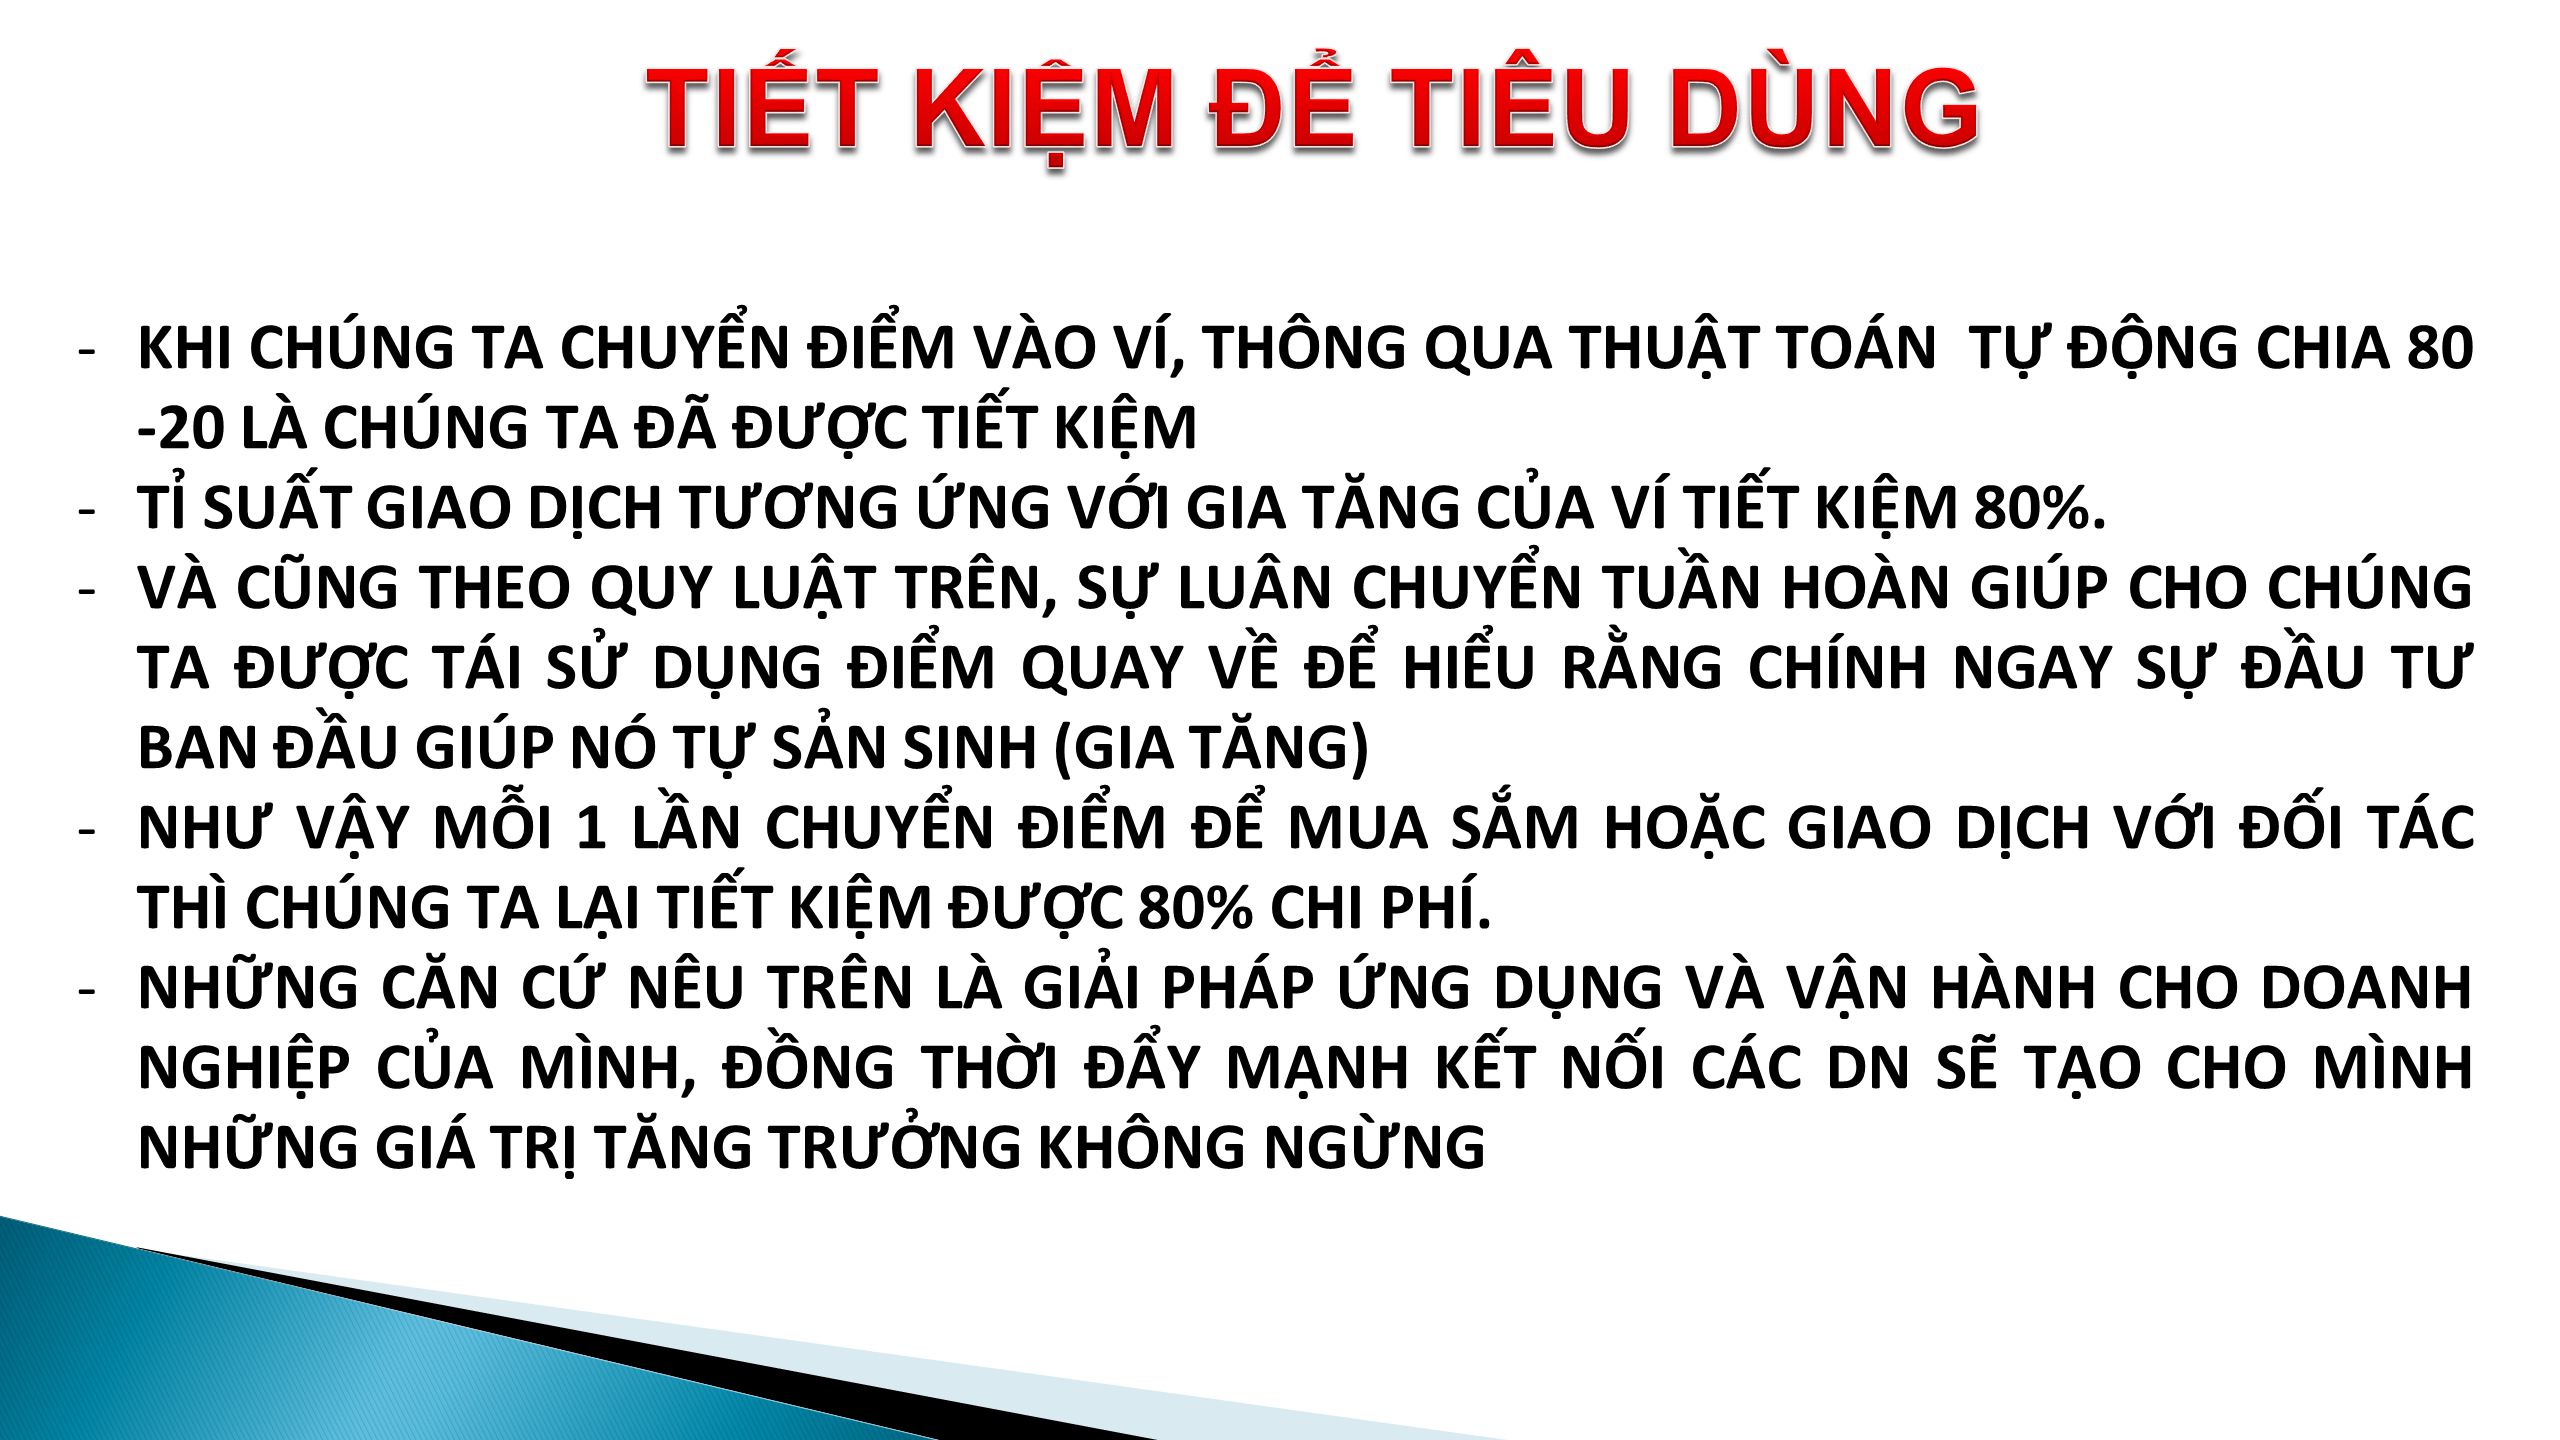 TIẾT KIỆM ĐỂ TIÊU DÙNG
- KHI CHÚNG TA CHUYỂN ĐIỂM VÀO VÍ, THÔNG QUA THUẬT TOÁN  TỰ ĐỘNG CHIA 80
-20 LÀ CHÚNG TA ĐÃ ĐƯỢC TIẾT KIỆM
- TỈ SUẤT GIAO DỊCH TƯƠNG ỨNG VỚI GIA TĂNG CỦA VÍ TIẾT KIỆM 80%.
- VÀ CŨNG THEO QUY LUẬT TRÊN, SỰ LUÂN CHUYỂN TUẦN HOÀN GIÚP CHO CHÚNG
TA ĐƯỢC TÁI SỬ DỤNG ĐIỂM QUAY VỀ ĐỂ HIỂU RẰNG CHÍNH NGAY SỰ ĐẦU TƯ
BAN ĐẦU GIÚP NÓ TỰ SẢN SINH (GIA TĂNG)
- NHƯ VẬY MỖI 1 LẦN CHUYỂN ĐIỂM ĐỂ MUA SẮM HOẶC GIAO DỊCH VỚI ĐỐI TÁC
THÌ CHÚNG TA LẠI TIẾT KIỆM ĐƯỢC 80% CHI PHÍ.
- NHỮNG CĂN CỨ NÊU TRÊN LÀ GIẢI PHÁP ỨNG DỤNG VÀ VẬN HÀNH CHO DOANH
NGHIỆP CỦA MÌNH, ĐỒNG THỜI ĐẨY MẠNH KẾT NỐI CÁC DN SẼ TẠO CHO MÌNH
NHỮNG GIÁ TRỊ TĂNG TRƯỞNG KHÔNG NGỪNG